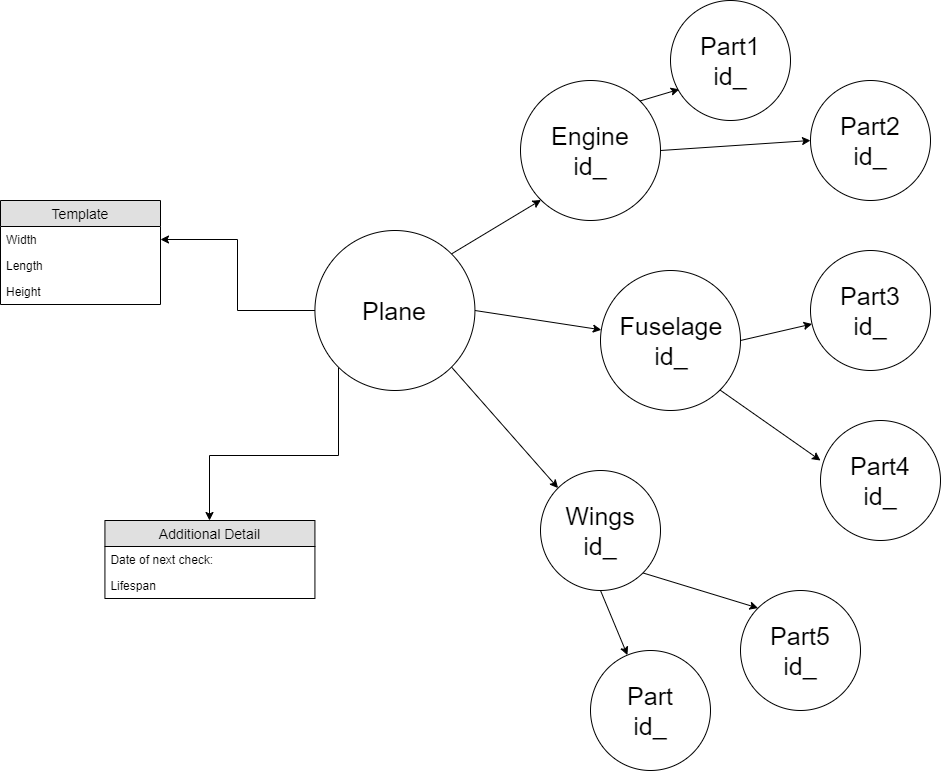 Part1
id_
Part2
id_
Engine
id_
Template
Width
Length
Height
Plane
Fuselage
id_
Part3
id_
Part4
id_
Additional Detail
Date of next check:
Lifespan
Wings
id_
Part5
id_
Part
id_